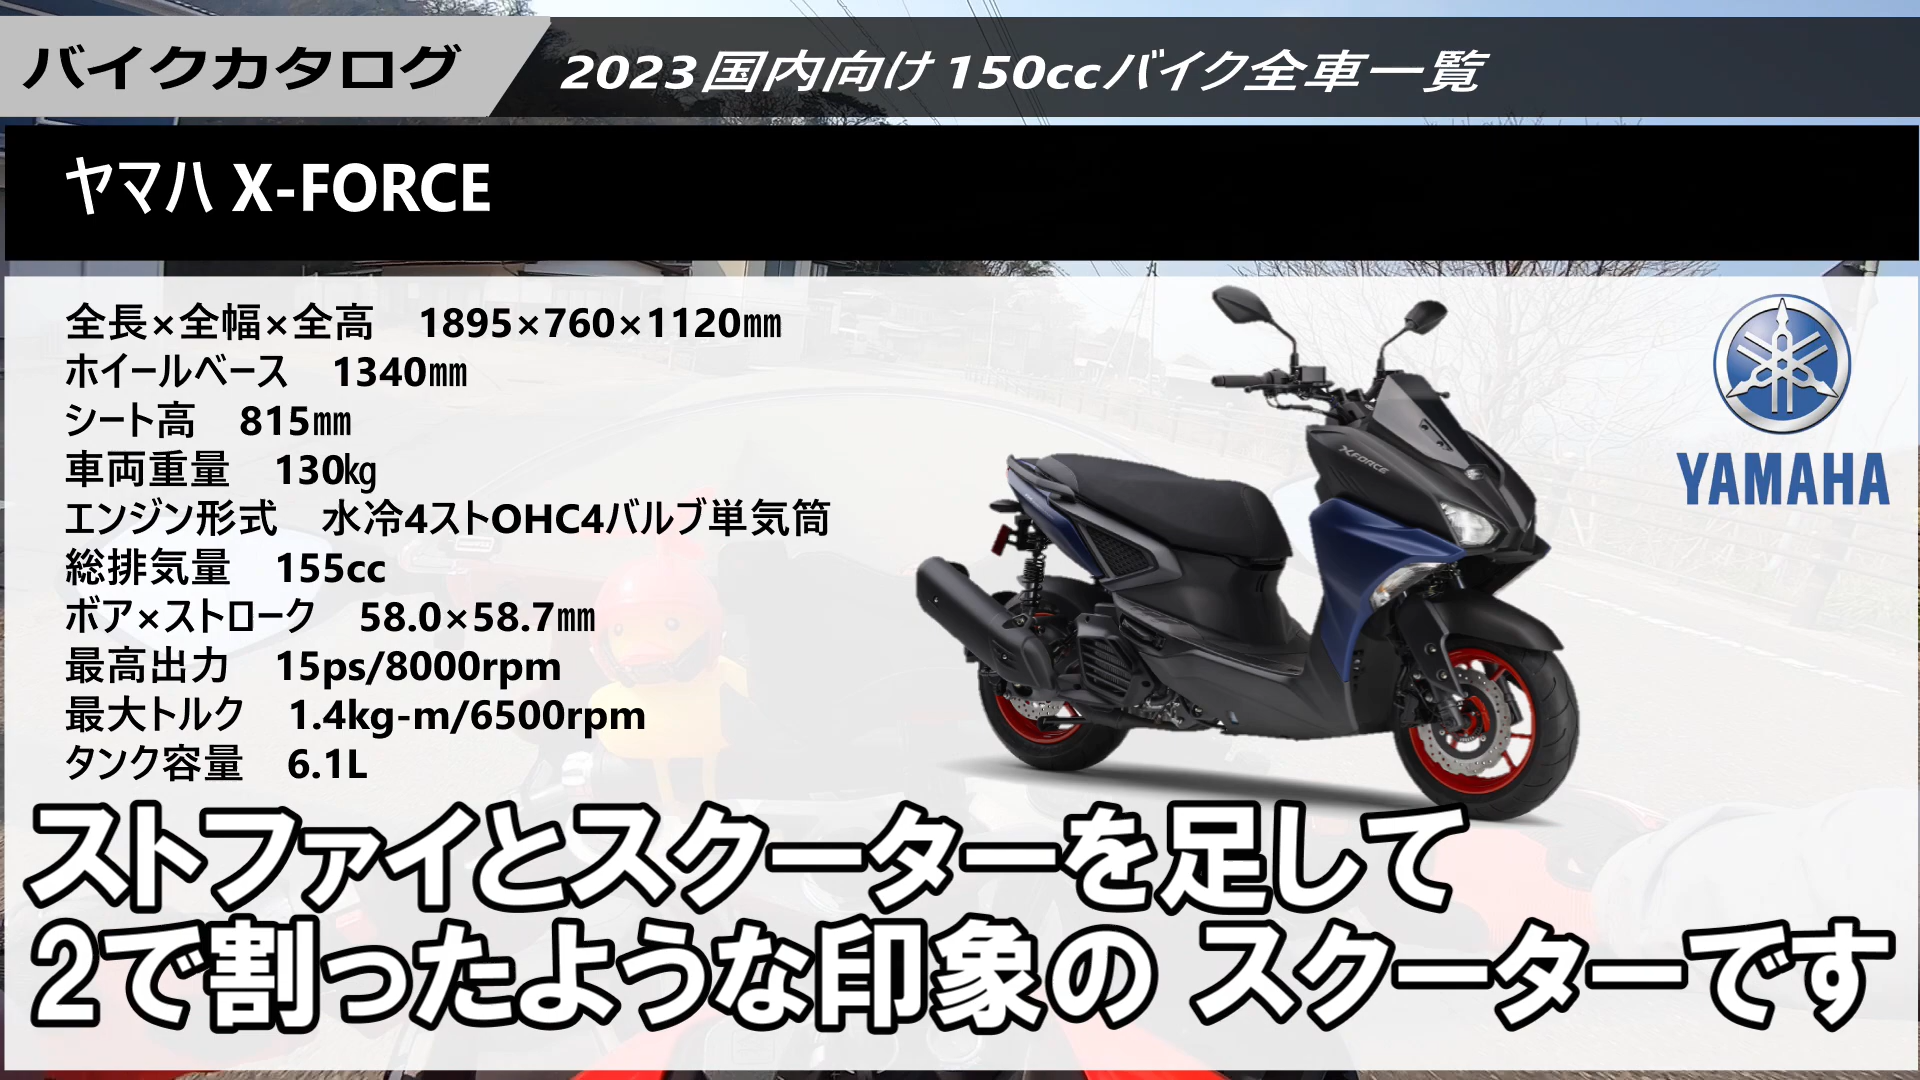 バイクカタログ
2023国内向け150ccバイク全車一覧
ヤマハ X-FORCE
全長×全幅×全高　1895×760×1120㎜
ホイールベース　1340㎜
シート高　815㎜
車両重量　130㎏
エンジン形式　水冷4ストOHC4バルブ単気筒
総排気量　155cc
ボア×ストローク　58.0×58.7㎜
最高出力　15ps/8000rpm
最大トルク　1.4kg-m/6500rpm
タンク容量　6.1L
XFORCE
YAMAHA
ストファイとスクーターを足して
2で割ったような印象の スクーターです